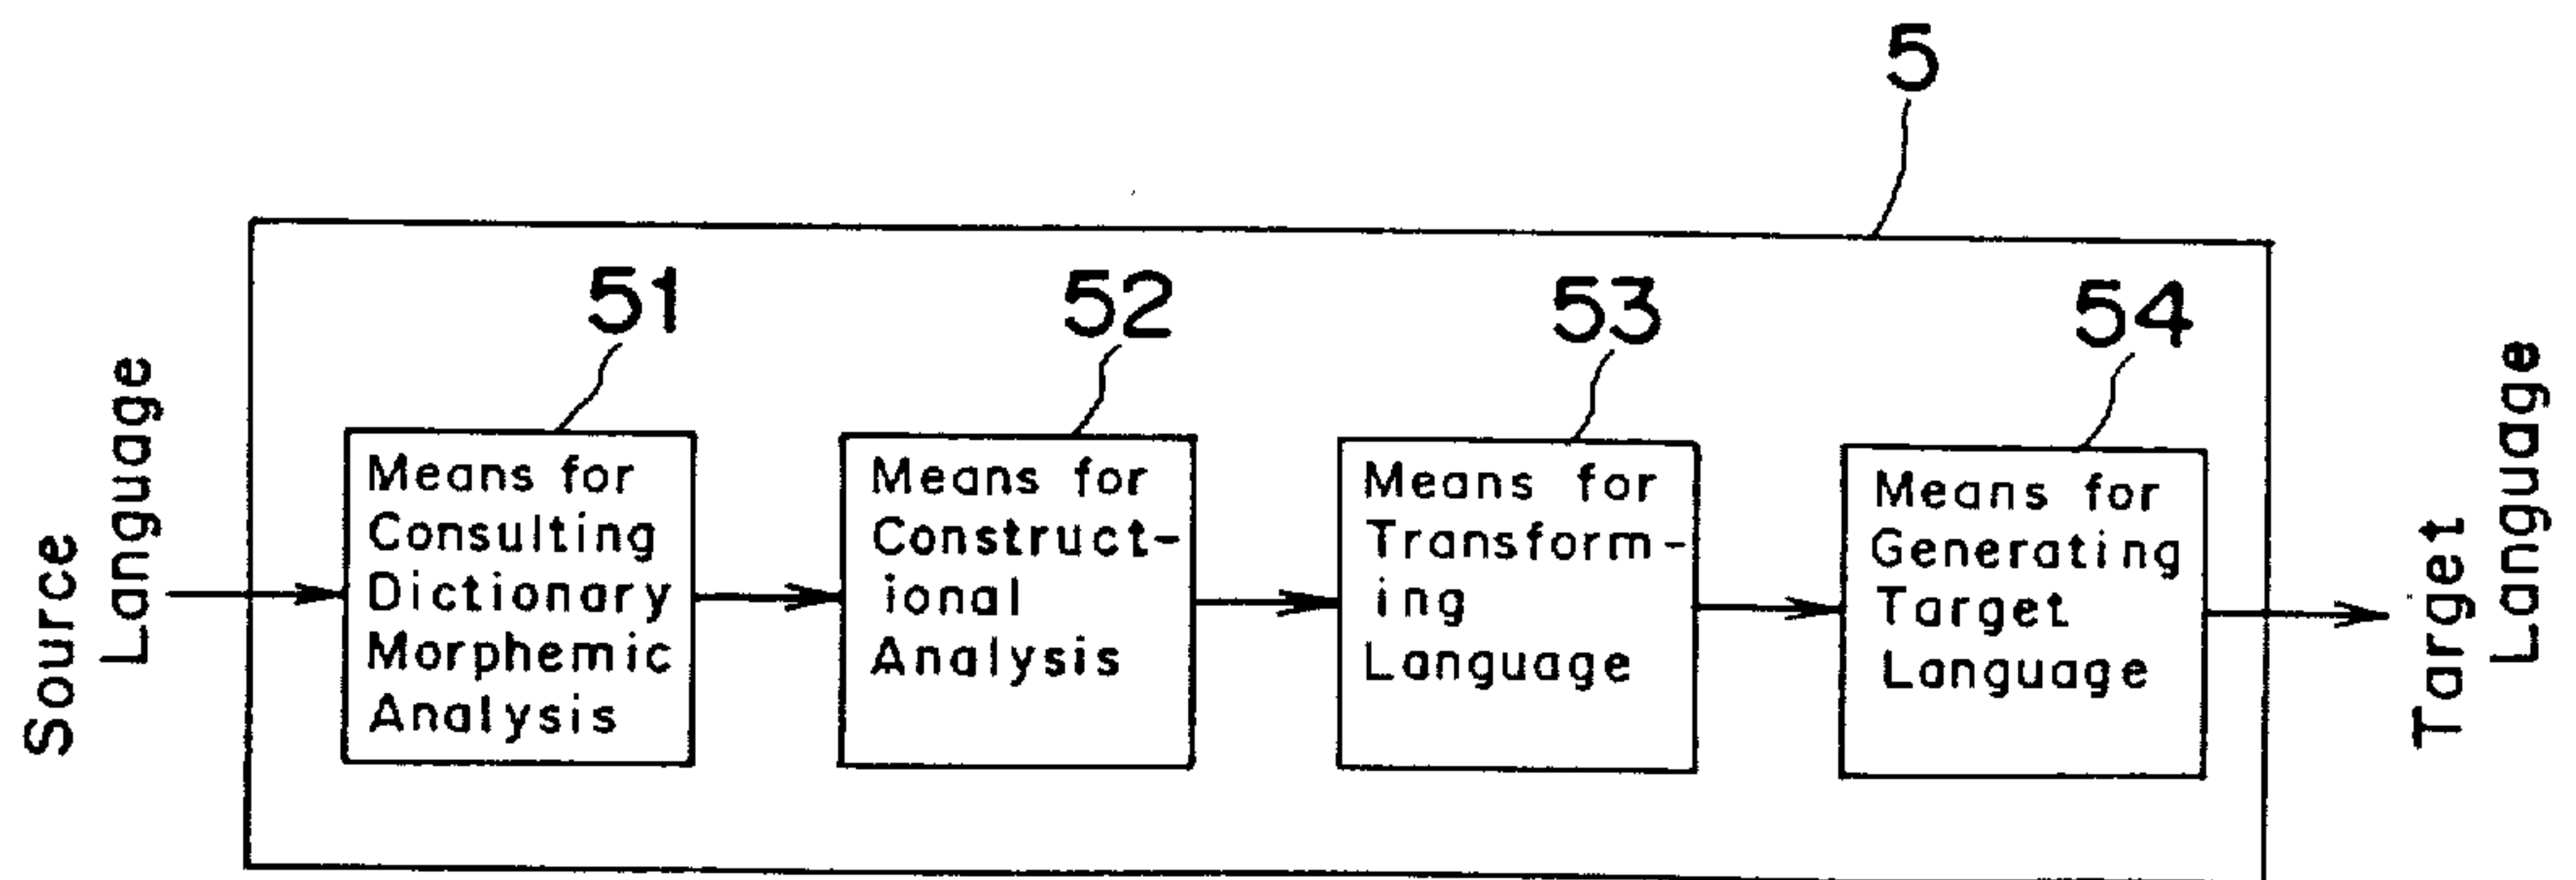 5
51
52
53
54
Source
Language
Means for
Consulting
Dictionary
Morphemic
Analysis
Means for
Construct-
ional
Analysis
Means for
Transform-
ing
Language
Means for
Generating
Target
Language
Target
Language